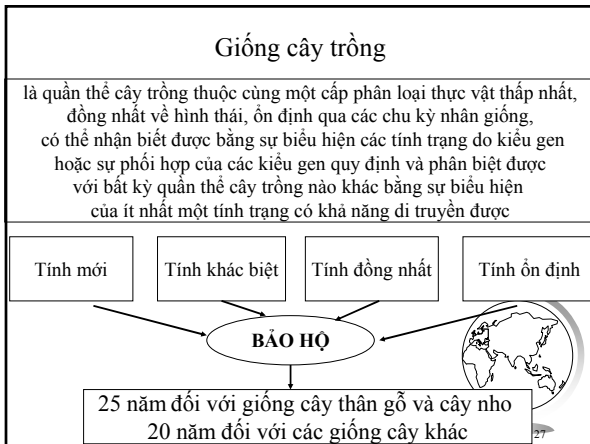 Giống cây trồng
là quần thể cây trồng thuộc cùng một cấp phân loại thực vật thấp nhất,
đồng nhất về hình thái, ổn định qua các chu kỳ nhân giống,
có thể nhận biết được bằng sự biểu hiện các tính trạng do kiểu gen
hoặc sự phối hợp của các kiểu gen quy định và phân biệt được
với bất kỳ quần thể cây trồng nào khác bằng sự biểu hiện
của ít nhất một tính trạng có khả năng di truyền được
Tính mới
Tính khác biệt
Tính đồng nhất
Tính ổn định
BẢO HỘ
25 năm đối với giống cây thân gỗ và cây nho
20 năm đối với các giống cây khác
27